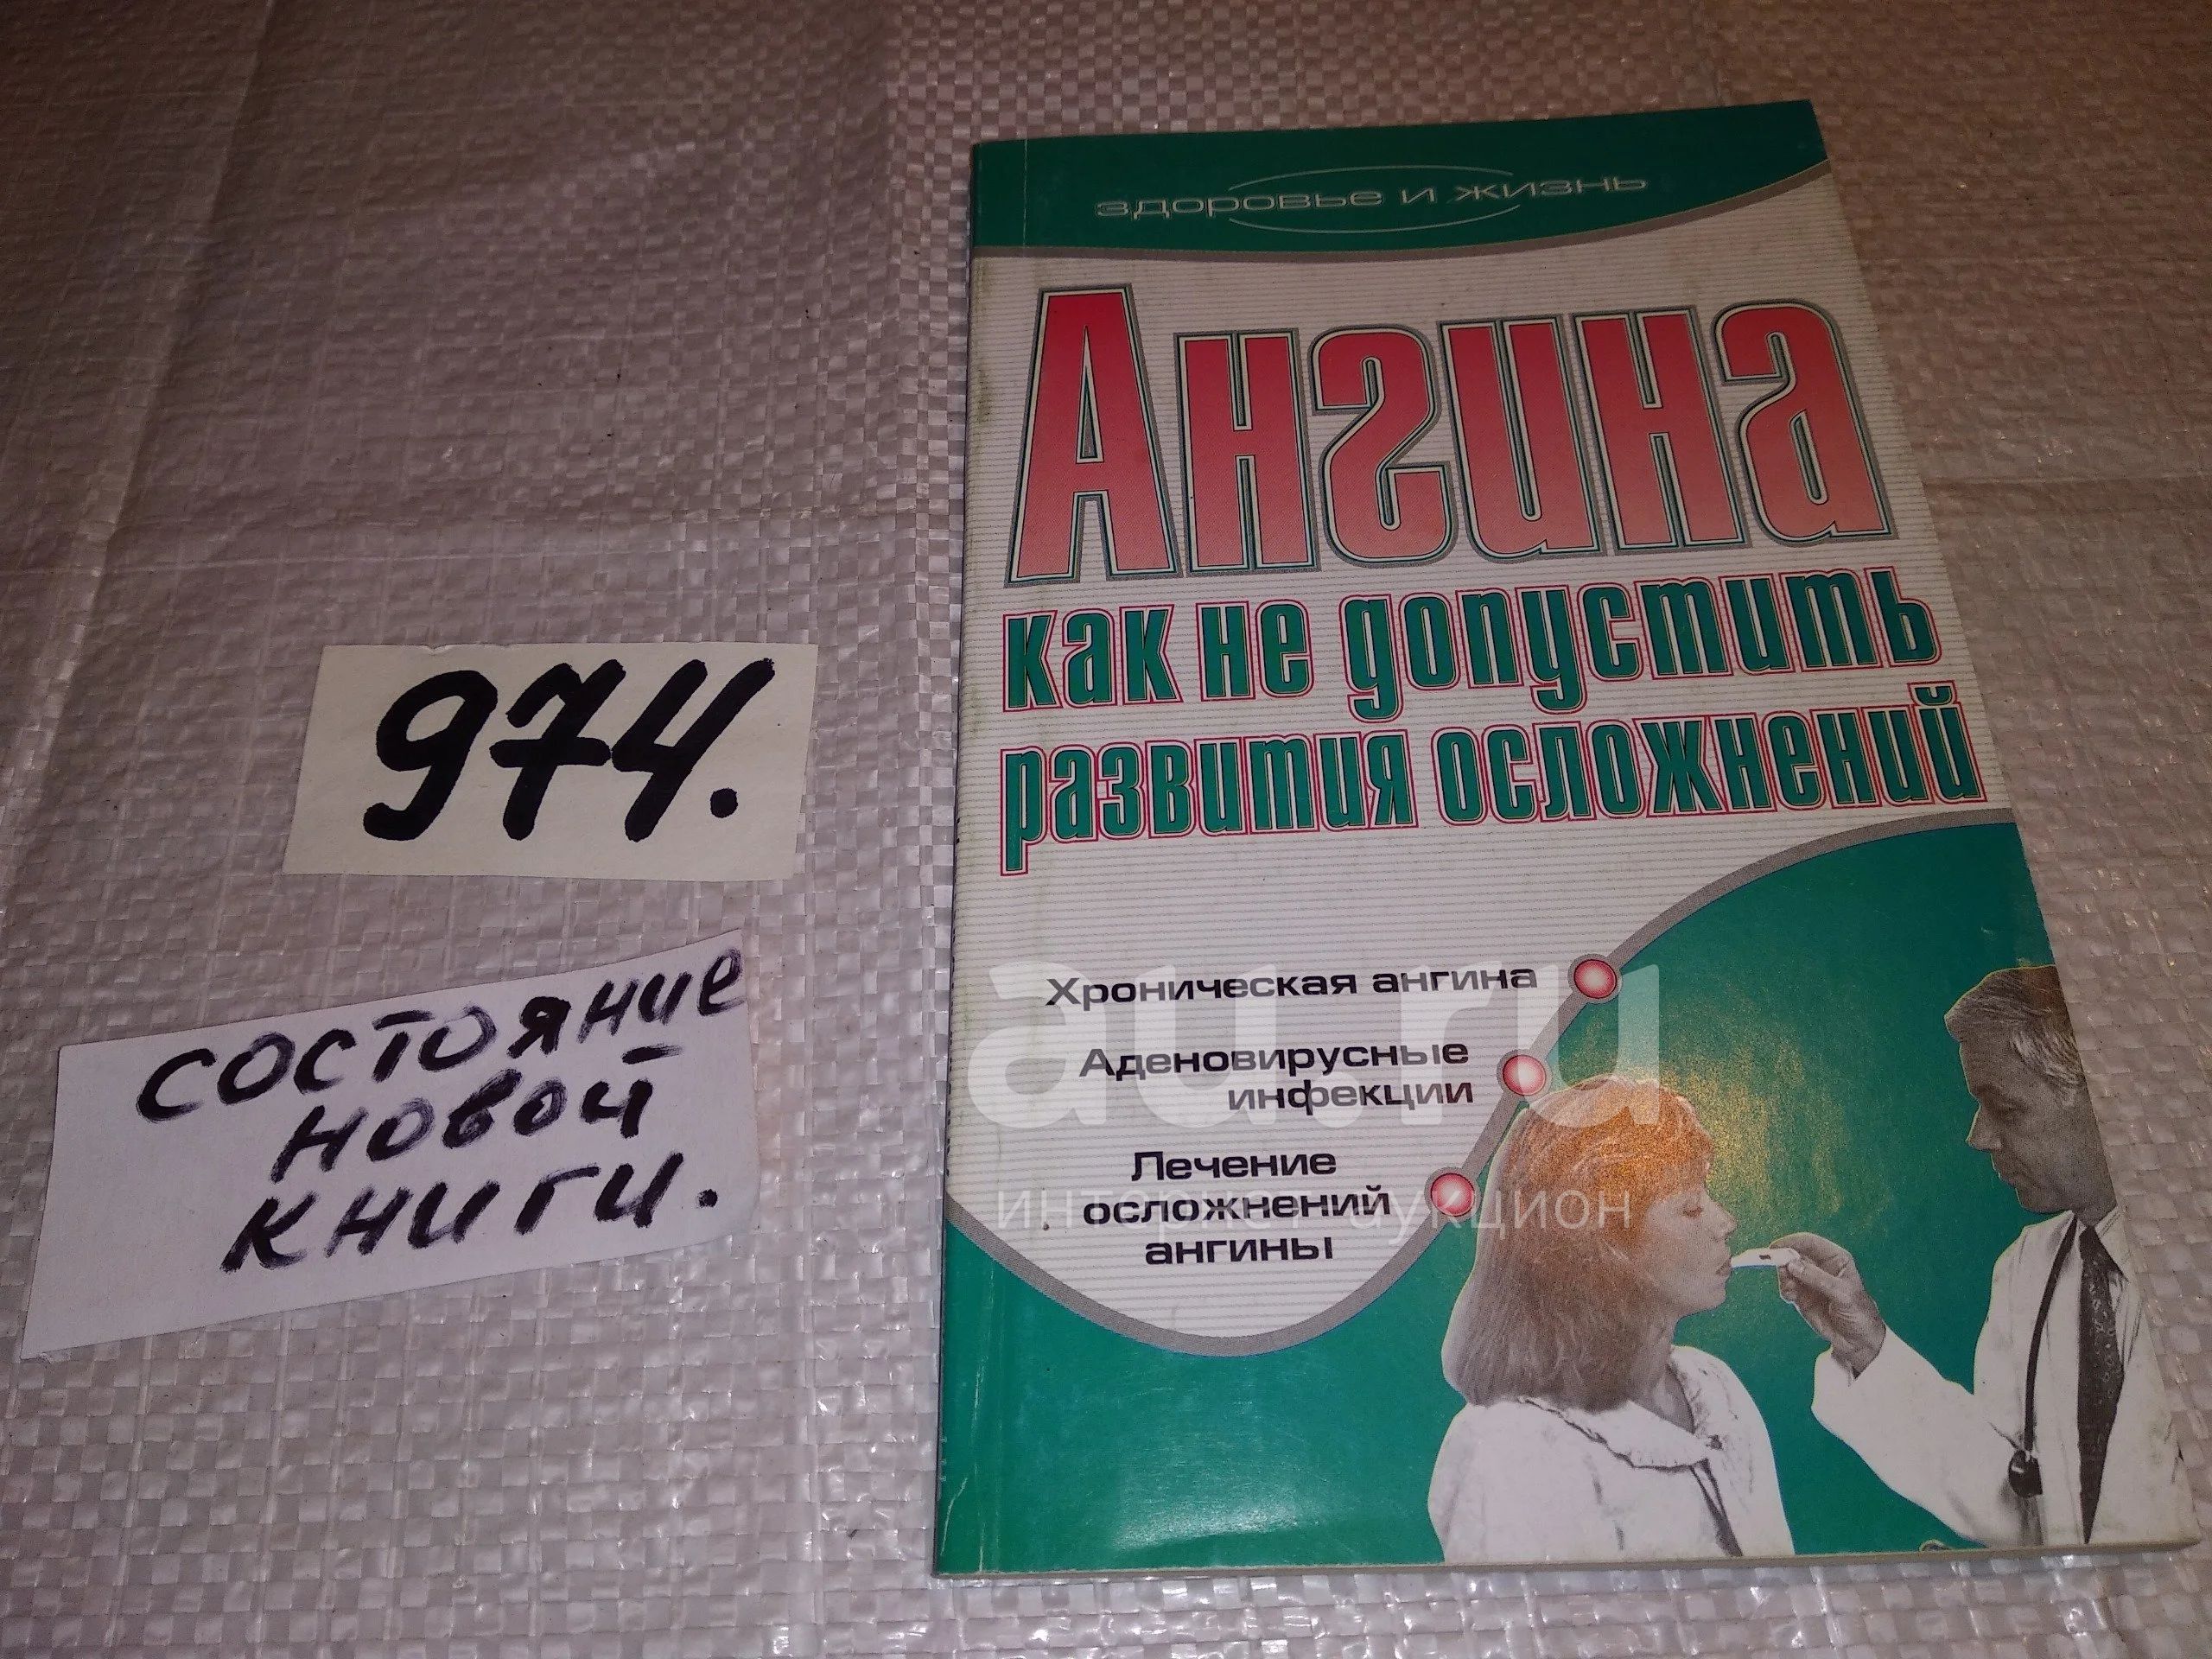 974.
состояние
новой
книги.
здоровье и жизнь
Ангина
как не допустить
развития осложнений
Хроническая ангина
Аденовирусные
инфекции
Лечение
осложнений
ангины
au.ru
интернет-аукцион